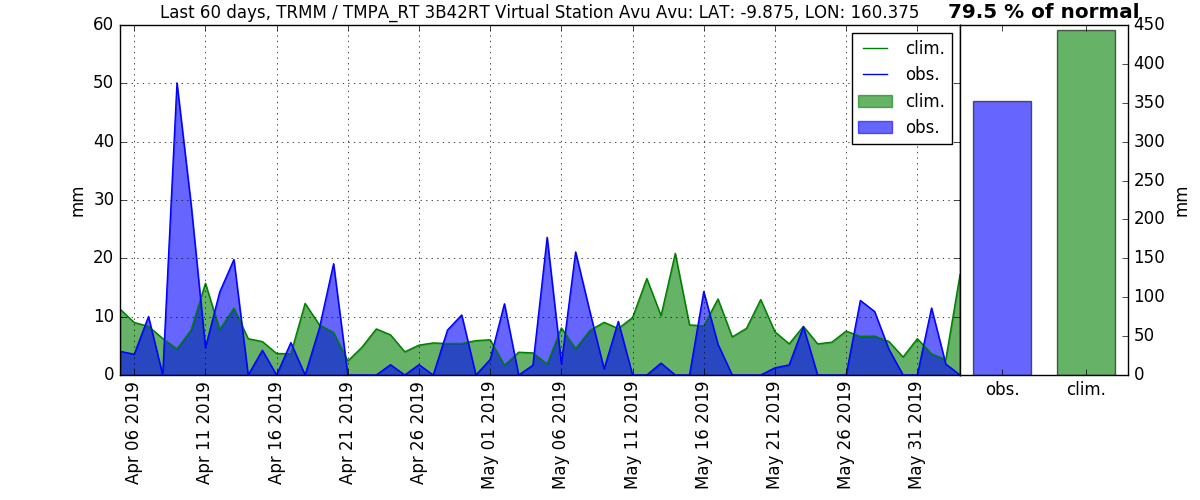 Last 60 days, TRMM / TMPA_RT 3B42RT Virtual Station Avu Avu: LAT: -9.875, LON: 160.375
79.5 % of normal
60
50
40
30
20
10
0
mm
clim.
obs.
clim.
obs.
450
400
350
300
250
200
150
100
50
0
mm
Apr 06 2019
Apr 11 2019
Apr 16 2019
Apr 21 2019
Apr 26 2019
May 01 2019
May 06 2019
May 11 2019
May 16 2019
May 21 2019
May 26 2019
May 31 2019
obs.
clim.